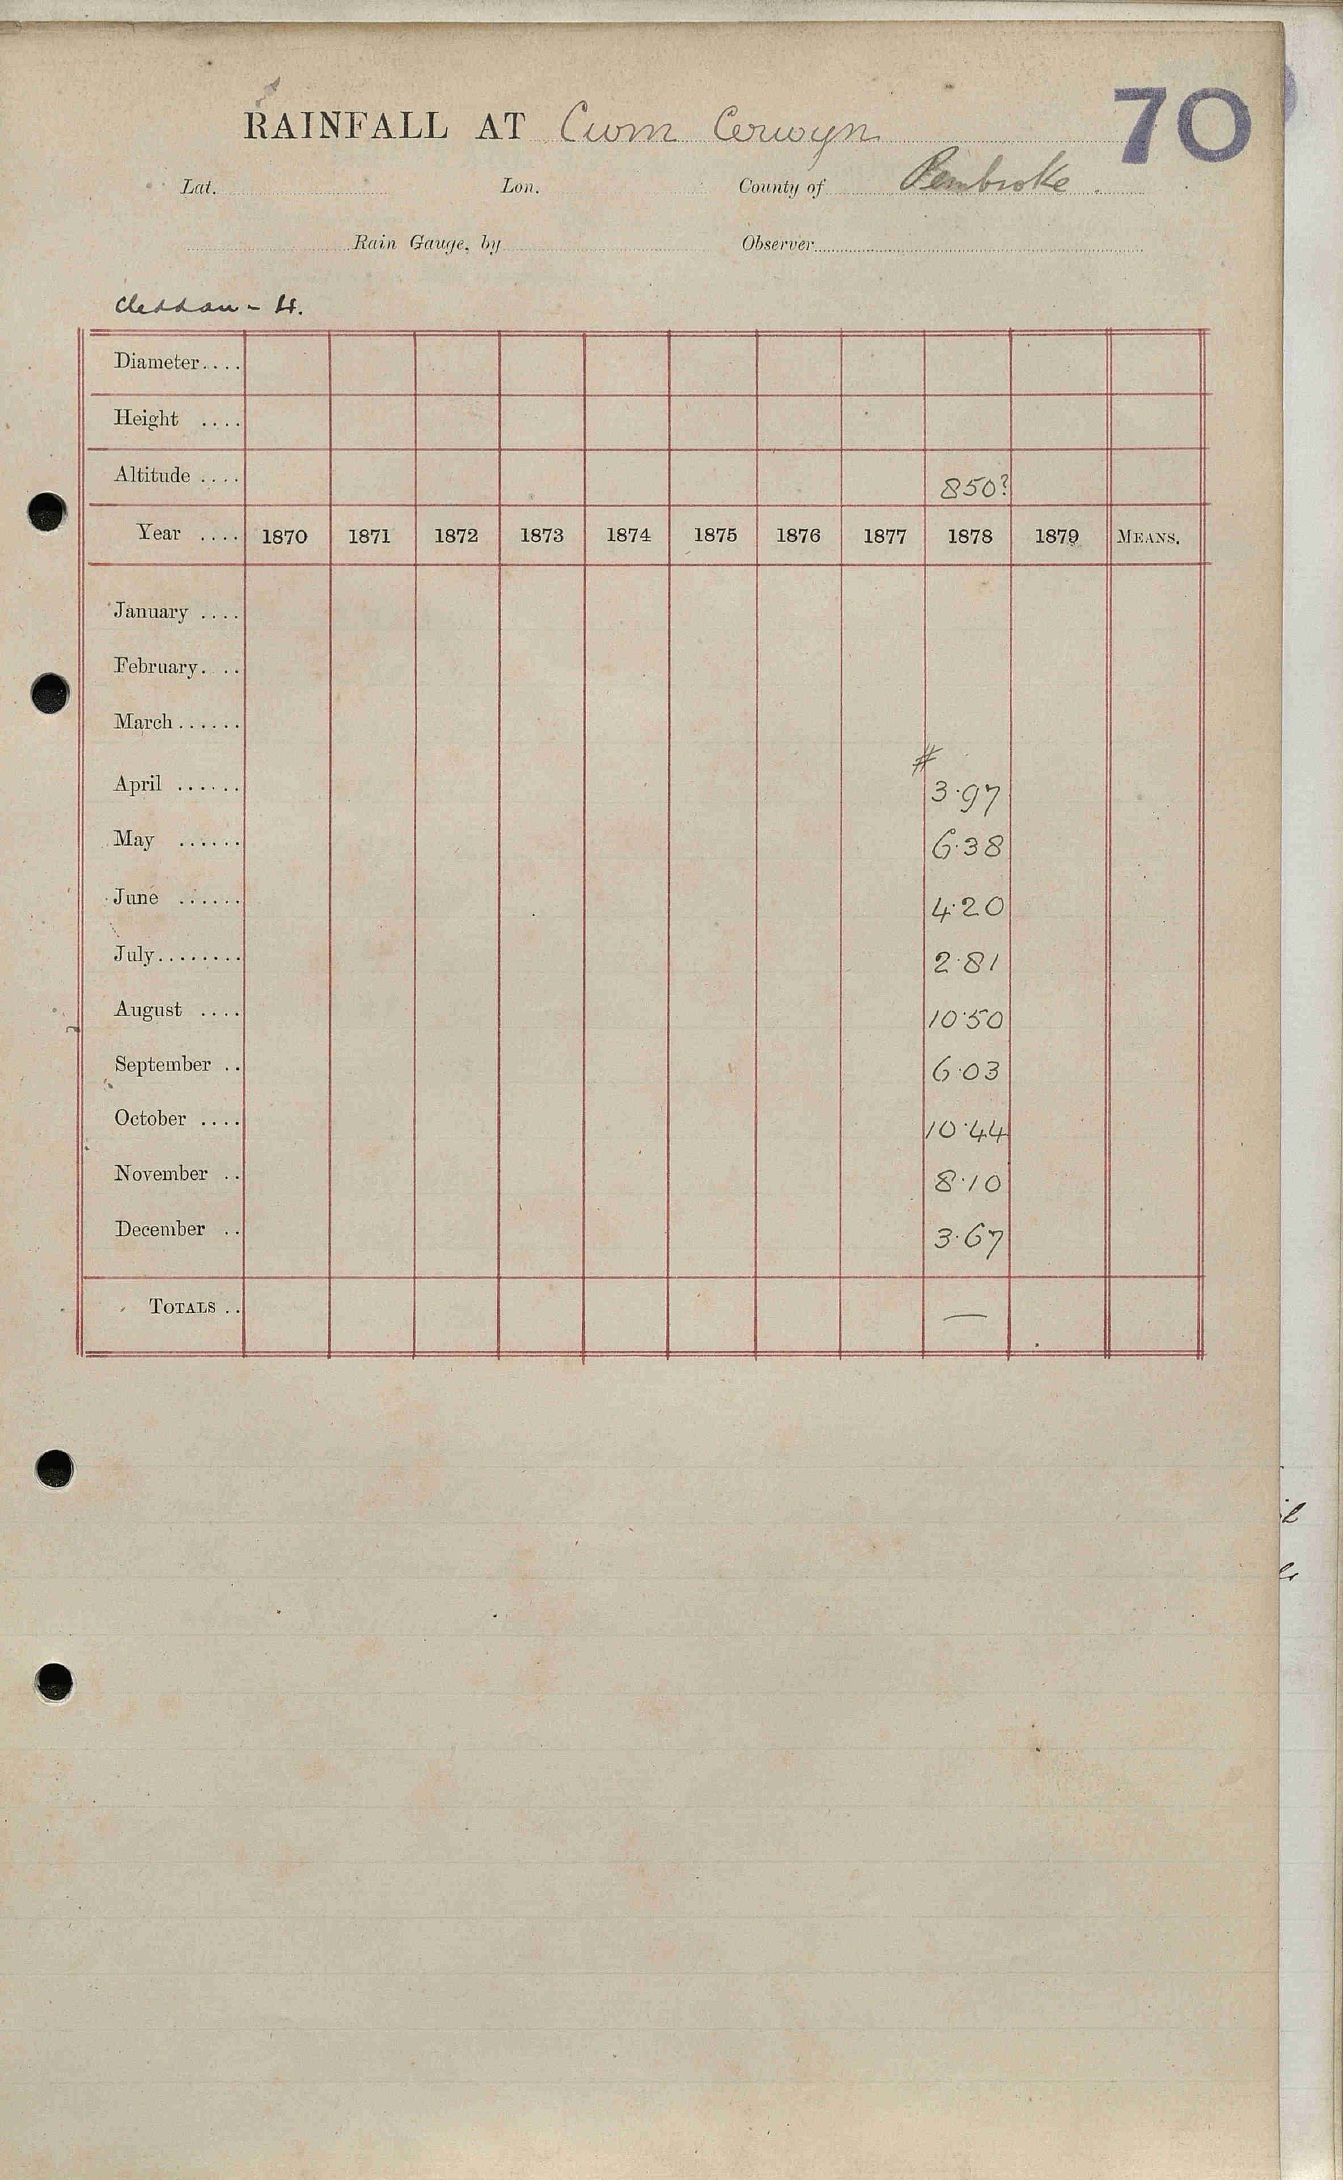 70
RAINFALL AT Cwm Cerwyn
Lat. Lon. County of Pembroke.
Rain Gauge, by Observer
Cleddau - H.
Diameter....
Height ....
Altitude .... 850?
Year .... 1870 1871 1872 1873 1874 1875 1876 1877 1878 1879 MEANS.
January ....
February. ..
March ......
#
April ...... 3.97
May ...... 6.38
June ...... 4.20
July........ 2.81
August .... 10.50
September .. 6.03
October .... 10.44
November .. 8.10
December .. 3.67
TOTALS .. —